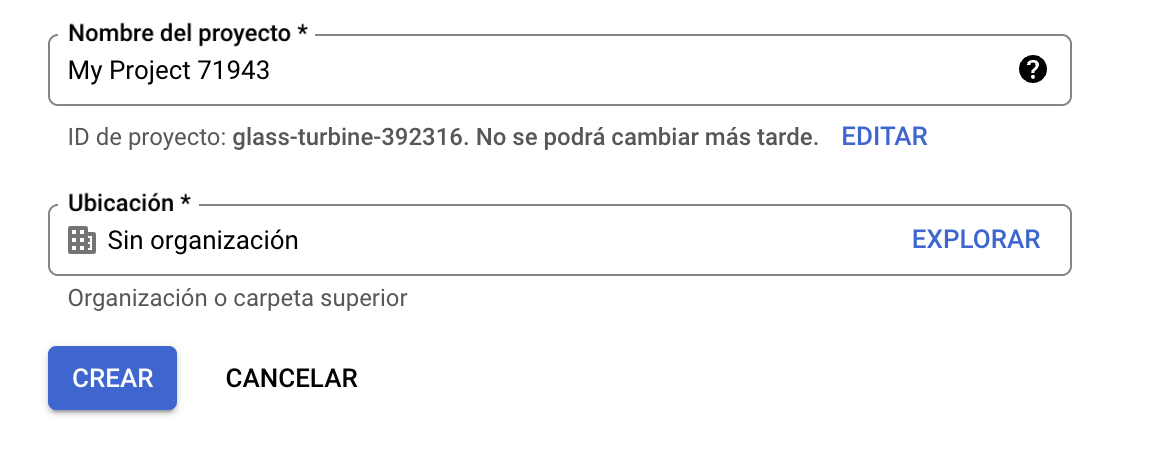 Nombre del proyecto *
My Project 71943
ID de proyecto: glass-turbine-392316. No se podrá cambiar más tarde. EDITAR
Ubicación *
Sin organización EXPLORAR
Organización o carpeta superior
CREAR CANCELAR